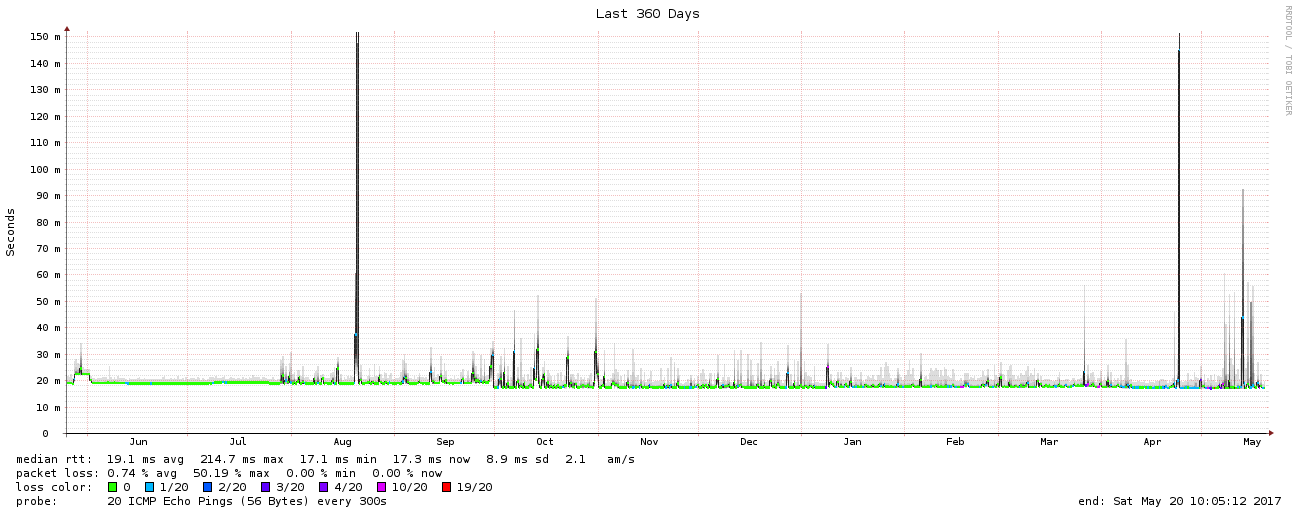 Last 360 Days
RRDTOOL / TOBI OETIKER
Seconds
150 m
140 m
130 m
120 m
110 m
100 m
90 m
80 m
70 m
60 m
50 m
40 m
30 m
20 m
10 m
0
Jun Jul Aug Sep Oct Nov Dec Jan Feb Mar Apr May
median rtt: 19.1 ms avg 214.7 ms max 17.1 ms min 17.3 ms now 8.9 ms sd 2.1 am/s
packet loss: 0.74 % avg 50.19 % max 0.00 % min 0.00 % now
loss color: 0 1/20 2/20 3/20 4/20 10/20 19/20
probe: 20 ICMP Echo Pings (56 Bytes) every 300s end: Sat May 20 10:05:12 2017